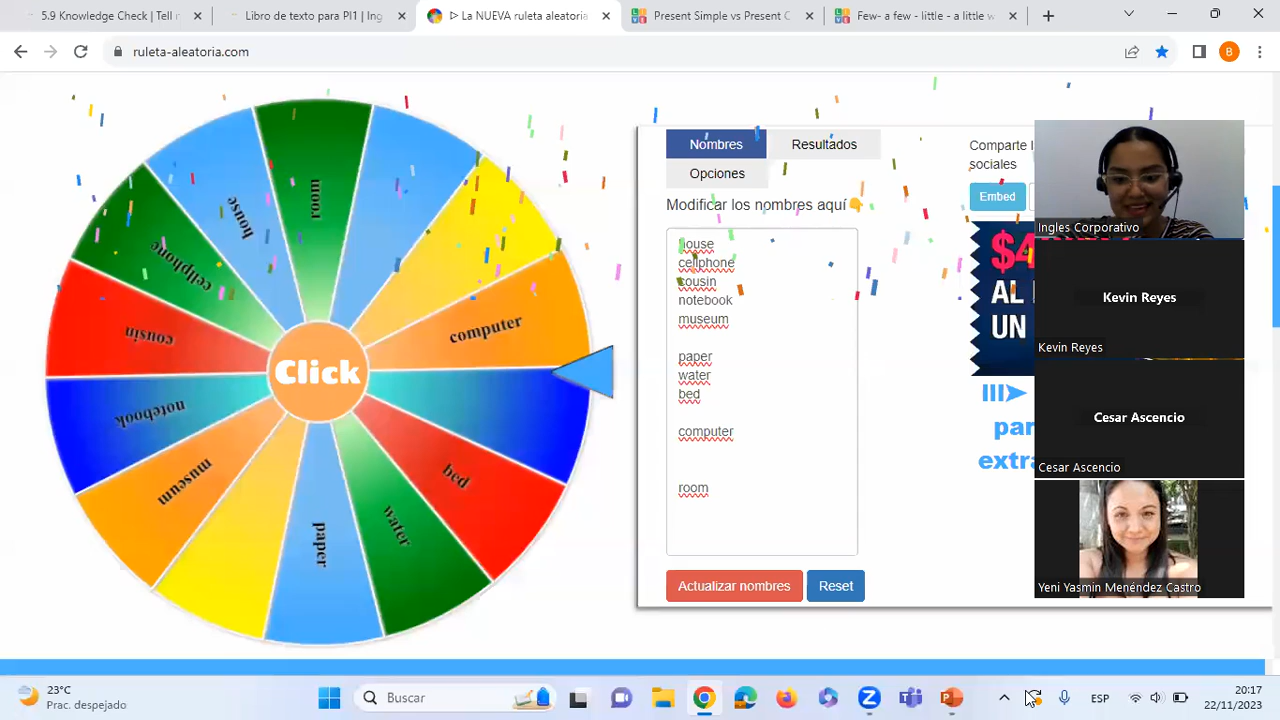 5.9 Knowledge Check | Tell
Libro de texto para PI1 | Ing
La NUEVA ruleta aleatoria
Present Simple vs Present C
Few- a few - little - a little w
ruleta-aleatoria.com
B
room
house
cellphone
cousin
notebook
museum
paper
water
bed
computer
Click
Nombres
Resultados
Opciones
Modificar los nombres aquí
house
cellphone
cousin
notebook
museum
paper
water
bed
computer
room
Actualizar nombres
Reset
Comparte l
sociales
Embed
$4
AL
UN
III➤
par
extra
Ingles Corporativo
Kevin Reyes
Kevin Reyes
Cesar Ascencio
Cesar Ascencio
Yeni Yasmin Menéndez Castro
23°C
Prac. despejado
Buscar
ESP
20:17
22/11/2023